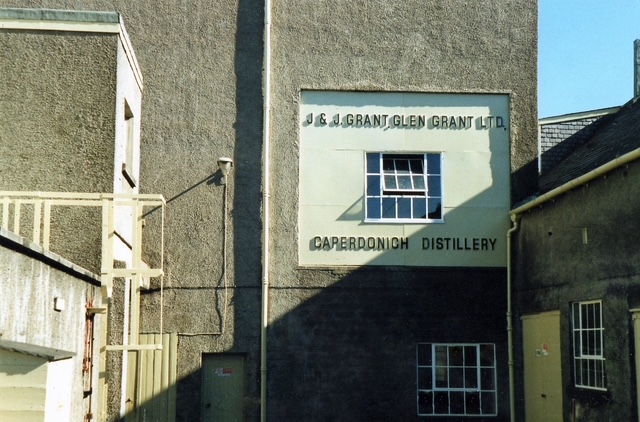 J & J. GRANT, GLEN GRANT LTD.
CAPERDONICH DISTILLERY